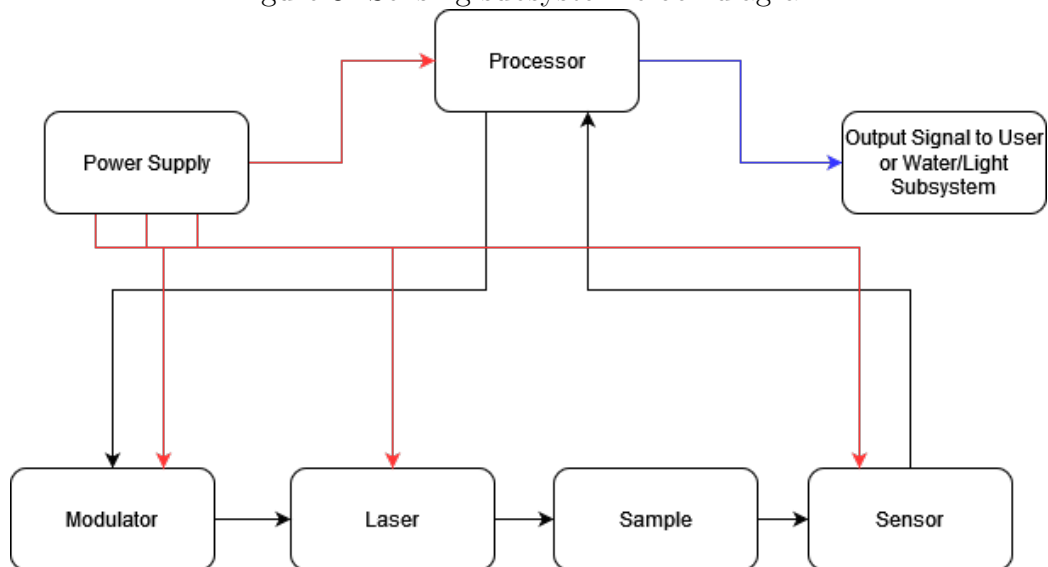 Processor
Power Supply
Output Signal to User
or Water/Light
Subsystem
Modulator
Laser
Sample
Sensor